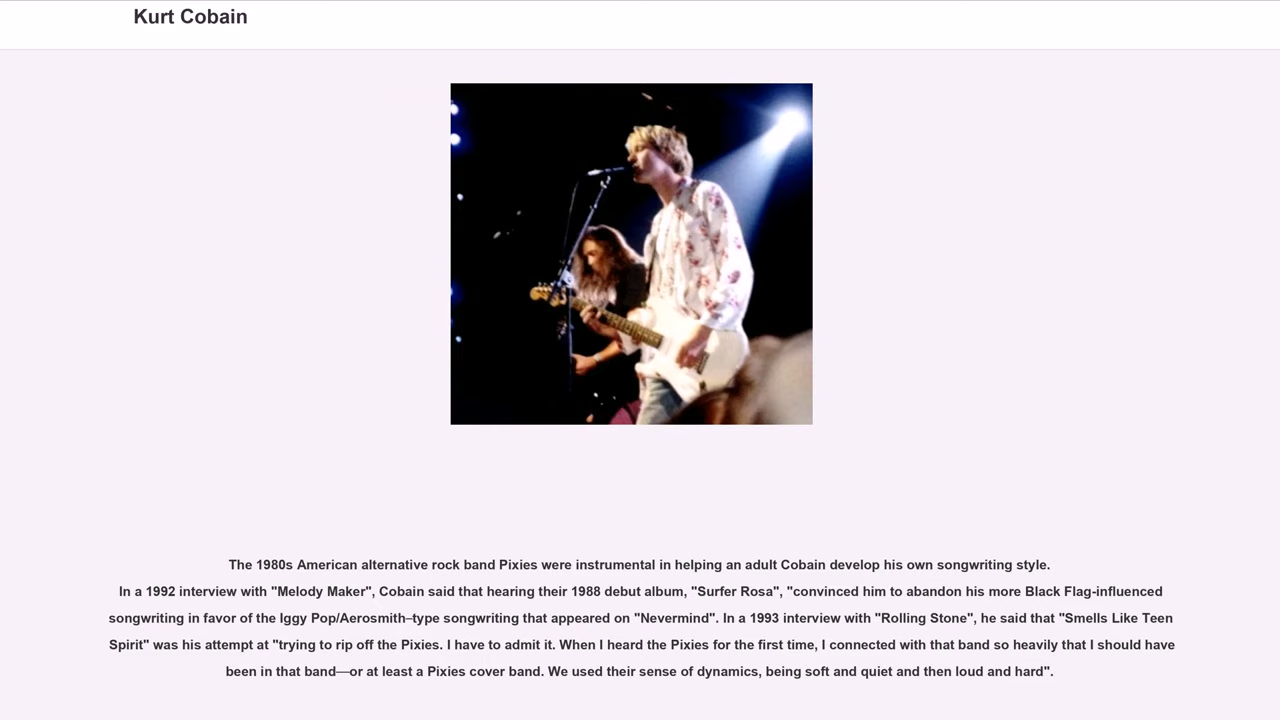 Kurt Cobain
The 1980s American alternative rock band Pixies were instrumental in helping an adult Cobain develop his own songwriting style.
In a 1992 interview with "Melody Maker", Cobain said that hearing their 1988 debut album, "Surfer Rosa", "convinced him to abandon his more Black Flag-influenced
songwriting in favor of the Iggy Pop/Aerosmith–type songwriting that appeared on "Nevermind". In a 1993 interview with "Rolling Stone", he said that "Smells Like Teen
Spirit" was his attempt at "trying to rip off the Pixies. I have to admit it. When I heard the Pixies for the first time, I connected with that band so heavily that I should have
been in that band—or at least a Pixies cover band. We used their sense of dynamics, being soft and quiet and then loud and hard".